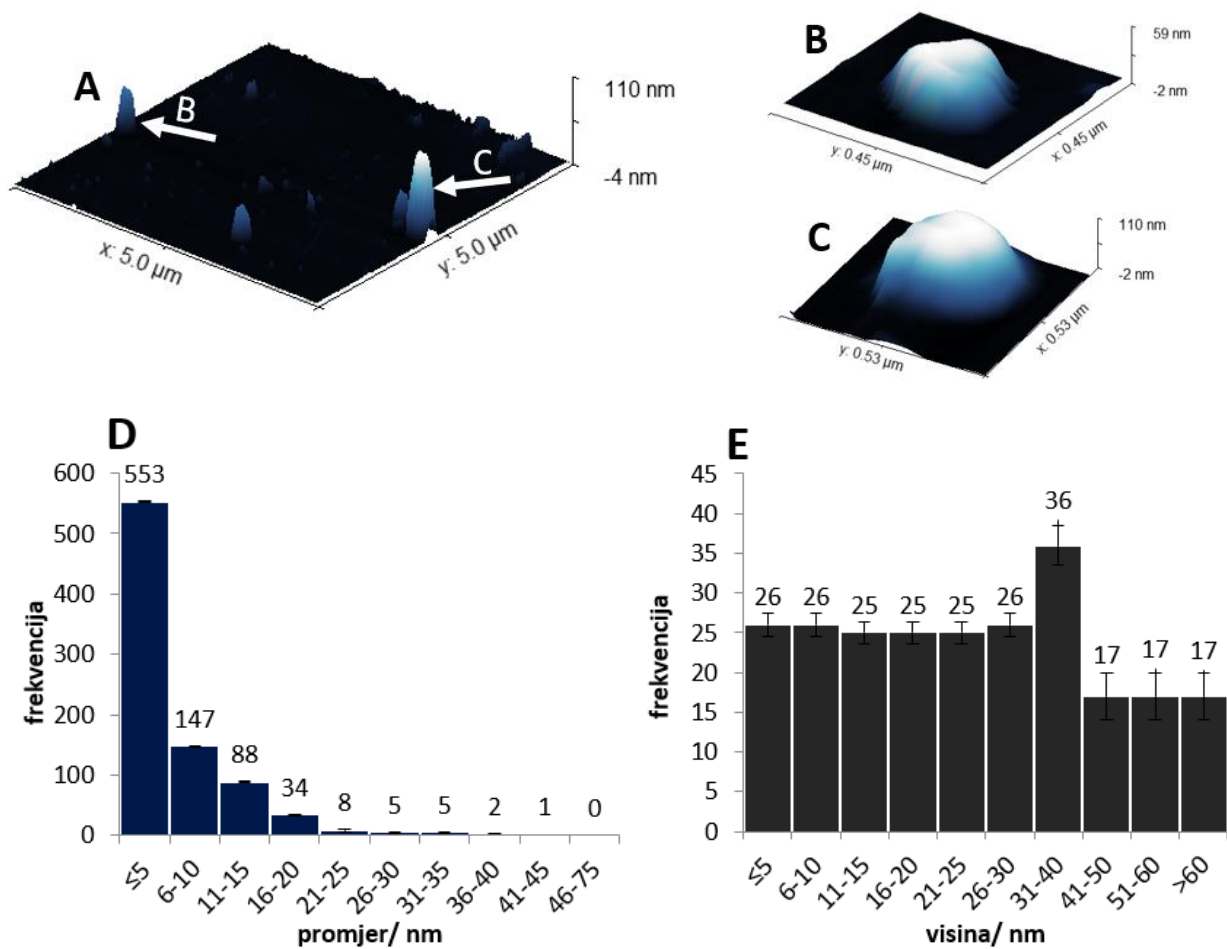 A
B
C
110 nm
-4 nm
x: 5.0 µm
y: 5.0 µm
B
59 nm
-2 nm
y: 0.45 µm
x: 0.45 µm
C
110 nm
-2 nm
y: 0.53 µm
x: 0.53 µm
D
frekvencija
600
500
400
300
200
100
0
553
147
88
34
8
5
5
2
1
0
≤5
6-10
11-15
16-20
21-25
26-30
31-35
36-40
41-45
46-75
promjer/ nm
E
frekvencija
45
40
35
30
25
20
15
10
5
0
26
26
25
25
25
26
36
17
17
17
≤5
6-10
11-15
16-20
21-25
26-30
31-40
41-50
51-60
>60
visina/ nm